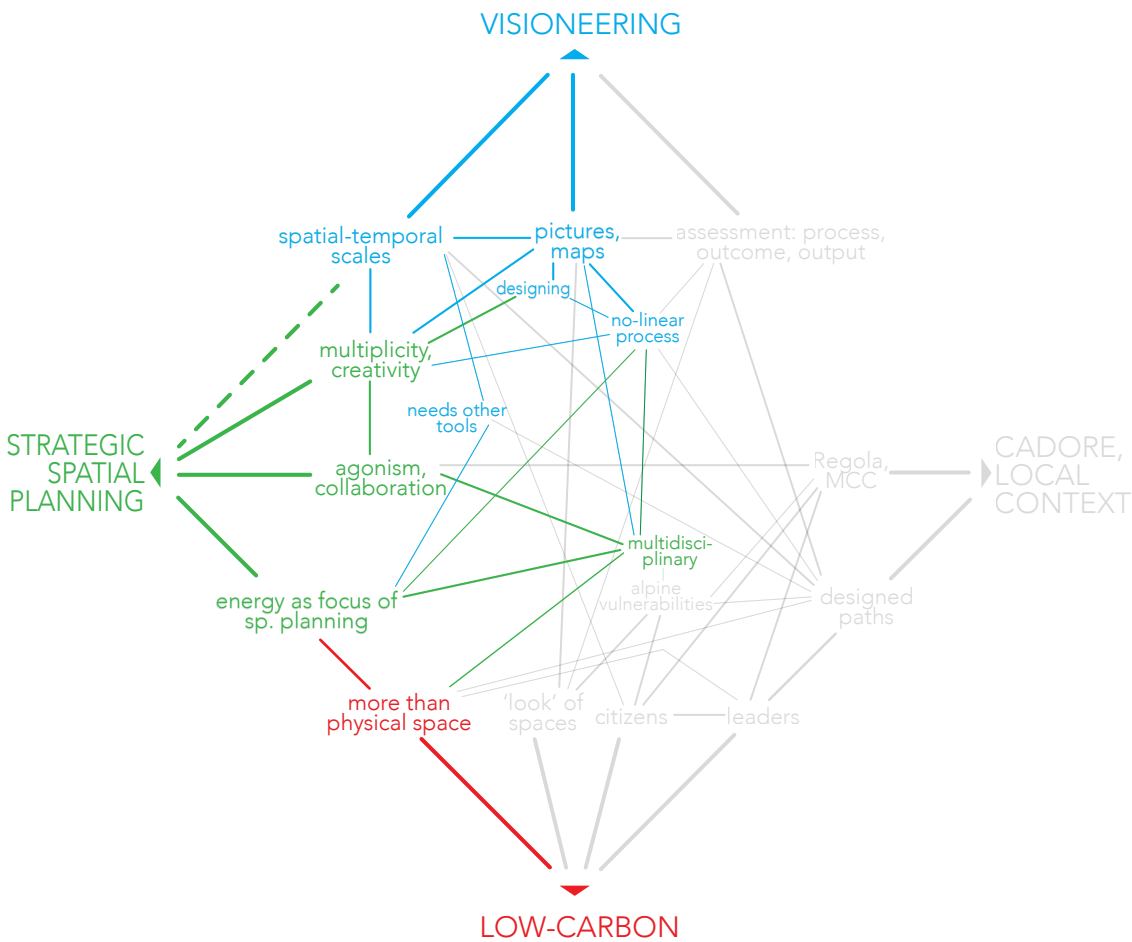 VISIONEERING
spatial-temporal
scales
pictures,
maps
assessment: process,
outcome, output
designing
no-linear
process
multiplicity,
creativity
needs other
tools
STRATEGIC
SPATIAL
PLANNING
agonism,
collaboration
Regola,
MCC
CADORE,
LOCAL
CONTEXT
multidisci-
plinary
alpine
vulnerabilities
designed
paths
energy as focus of
sp. planning
more than
physical space
'look' of
spaces
citizens
leaders
LOW-CARBON